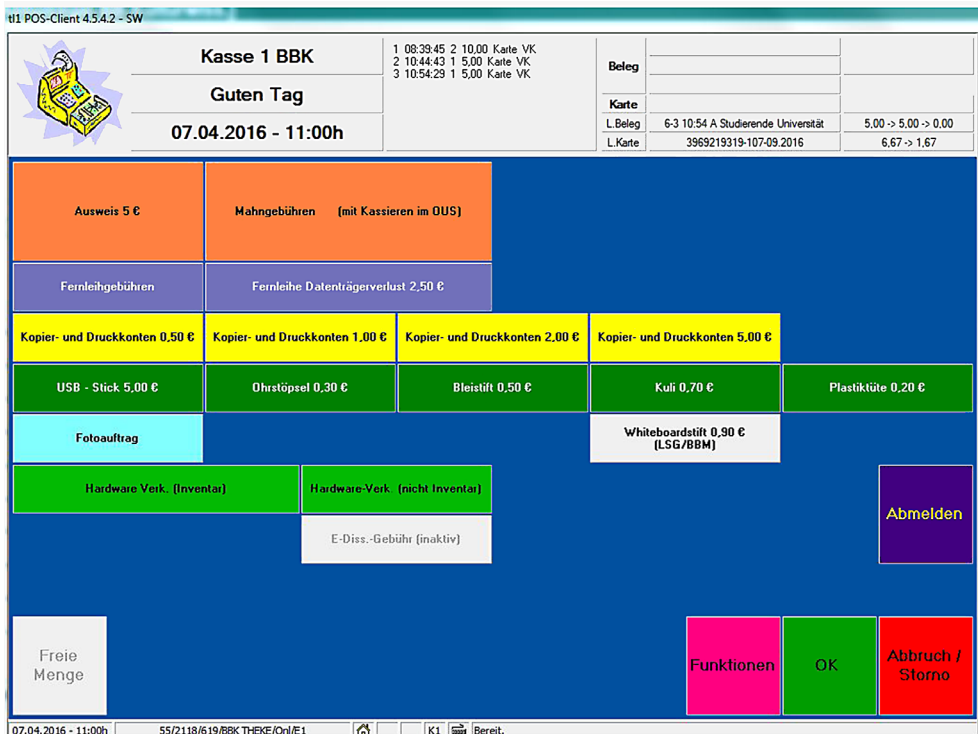 tl1 POS-Client 4.5.4.2 - SW
Kasse 1 BBK
Guten Tag
07.04.2016 - 11:00h
1 08:39:45 2 10,00 Karte VK
2 10:44:43 1 5,00 Karte VK
3 10:54:29 1 5,00 Karte VK
Beleg
Karte
L.Beleg 6-3 10:54 A Studierende Universität 5,00 -> 5,00 -> 0,00
L.Karte 3969219319-107-09.2016 6,67 -> 1,67
Ausweis 5 € Mahngebühren (mit Kassieren im OUS)
Fernleihgebühren Fernleihe Datenträgerverlust 2,50 €
Kopier- und Druckkonten 0,50 € Kopier- und Druckkonten 1,00 € Kopier- und Druckkonten 2,00 € Kopier- und Druckkonten 5,00 €
USB - Stick 5,00 € Ohrstöpsel 0,30 € Bleistift 0,50 € Kuli 0,70 € Plastiktüte 0,20 €
Fotoauftrag Whiteboardstift 0,90 €
(LSG/BBM)
Hardware Verk. (Inventar) Hardware-Verk. (nicht Inventar)
Abmelden
E-Diss.-Gebühr (inaktiv)
Freie
Menge
Funktionen OK Abbruch /
Storno
07.04.2016 - 11:00h 55/2118/619/BBK THEKE/Onl/E1 K1 Bereit.